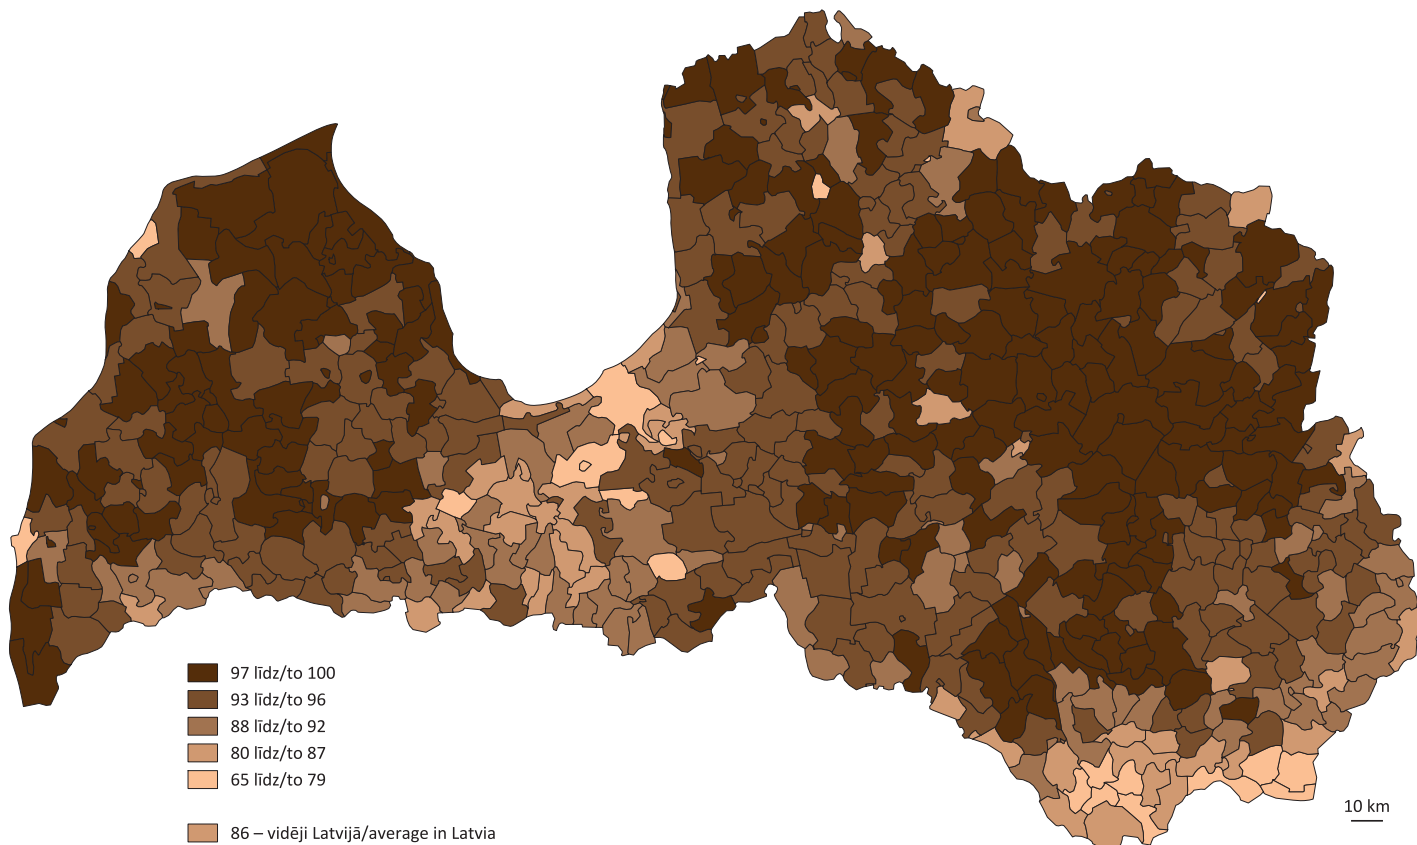 97 līdz/to 100
93 līdz/to 96
88 līdz/to 92
80 līdz/to 87
65 līdz/to 79
86 – vidēji Latvijā/average in Latvia
10 km